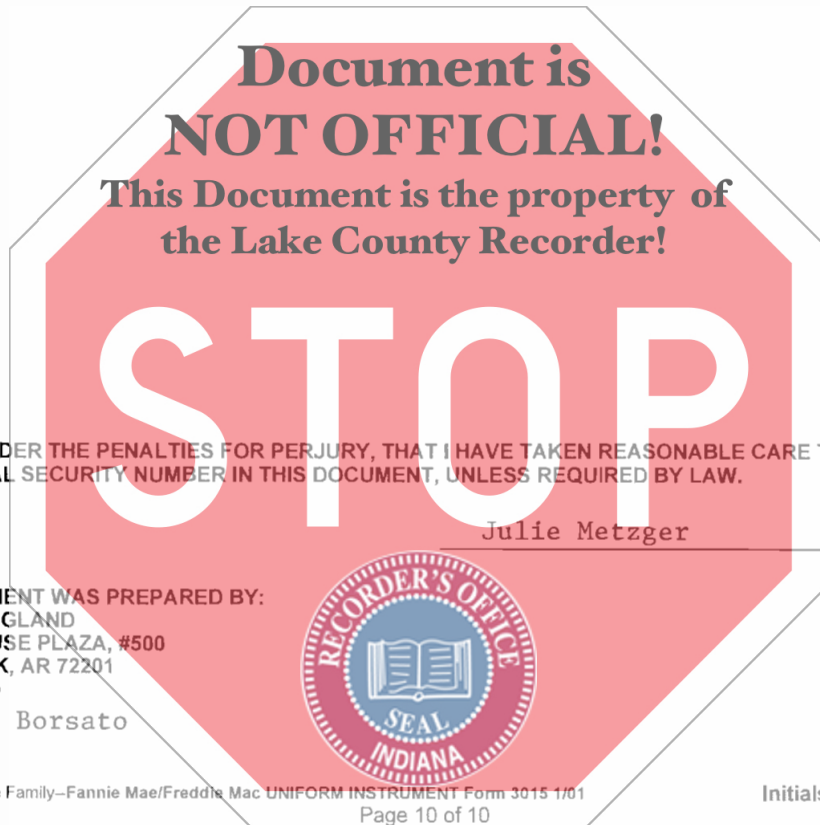 Document is
NOT OFFICIAL!
This Document is the property of
the Lake County Recorder!
STOP
DER THE PENALTIES FOR PERJURY, THAT I HAVE TAKEN REASONABLE CARE
L SECURITY NUMBER IN THIS DOCUMENT, UNLESS REQUIRED BY LAW.
Julie Metzger
ENT WAS PREPARED BY:
GLAND
SE PLAZA, #500
K, AR 72201
Borsato
RECORDER'S OFFICE
SEAL
INDIANA
Family–Fannie Mae/Freddie Mac UNIFORM INSTRUMENT Form 3015 1/01
Initials
Page 10 of 10